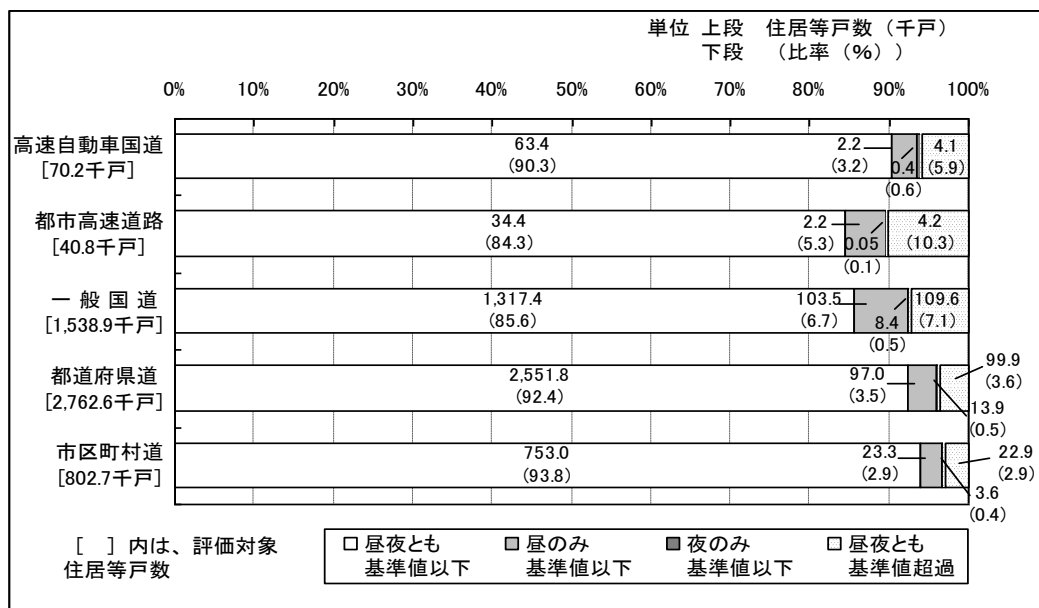 単位 上段 住居等戸数（千戸）
下段 （比率（%））
0% 10% 20% 30% 40% 50% 60% 70% 80% 90% 100%
高速自動車国道
[70.2千戸]
63.4
(90.3)
2.2
(3.2)
0.4
(0.6)
4.1
(5.9)
都市高速道路
[40.8千戸]
34.4
(84.3)
2.2
(5.3)
0.05
(0.1)
4.2
(10.3)
一般国道
[1,538.9千戸]
1,317.4
(85.6)
103.5
(6.7)
8.4
(0.5)
109.6
(7.1)
都道府県道
[2,762.6千戸]
2,551.8
(92.4)
97.0
(3.5)
13.9
(0.5)
99.9
(3.6)
市区町村道
[802.7千戸]
753.0
(93.8)
23.3
(2.9)
3.6
(0.4)
22.9
(2.9)
[ ]内は、評価対象
住居等戸数
昼夜とも
基準値以下
昼のみ
基準値以下
夜のみ
基準値以下
昼夜とも
基準値超過